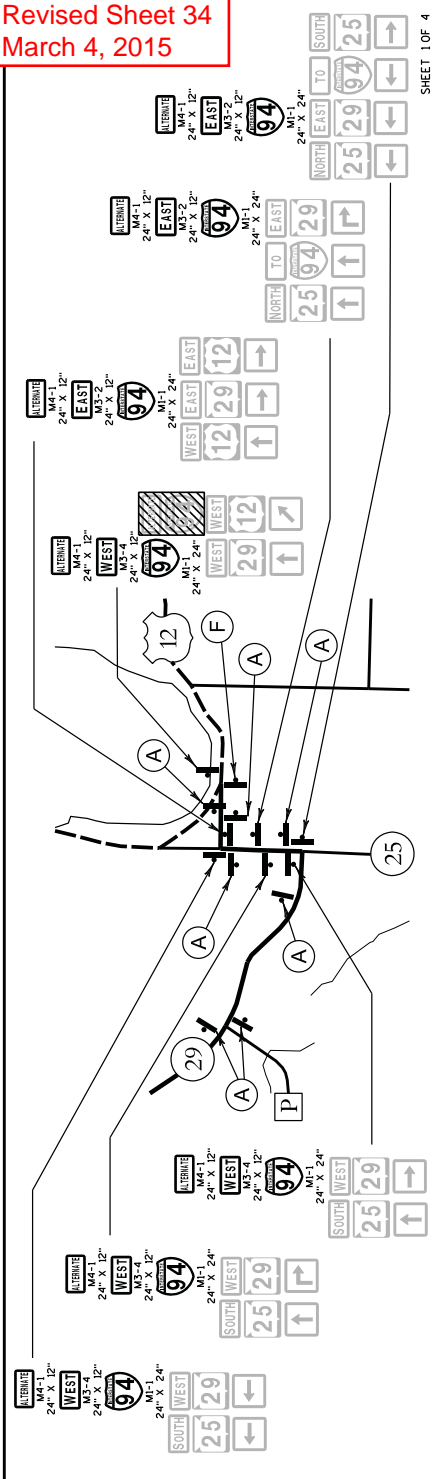 Revised Sheet 34
March 4, 2015
ALTERNATE
M4-1
24" X 12"
WEST
M3-4
24" X 12"
94
M1-1
24" X 24"
SOUTH WEST
25 29
ALTERNATE
M4-1
24" X 12"
WEST
M3-4
24" X 12"
94
M1-1
24" X 24"
SOUTH WEST
25 29
ALTERNATE
M4-1
24" X 12"
WEST
M3-4
24" X 12"
94
M1-1
24" X 24"
SOUTH WEST
25 29
29
P
A
A
A
25
A
A
A
F
12
ALTERNATE
M4-1
24" X 12"
WEST
M3-4
24" X 12"
94
M1-1
24" X 24"
WEST WEST
29 12
ALTERNATE
M4-1
24" X 12"
EAST
M3-2
24" X 12"
94
M1-1
24" X 24"
WEST EAST EAST
12 29 12
ALTERNATE
M4-1
24" X 12"
EAST
M3-2
24" X 12"
94
M1-1
24" X 24"
NORTH TO EAST
25 94 29
ALTERNATE
M4-1
24" X 12"
EAST
M3-2
24" X 12"
94
M1-1
24" X 24"
NORTH EAST TO SOUTH
25 29 94 25
SHEET 1 OF 4